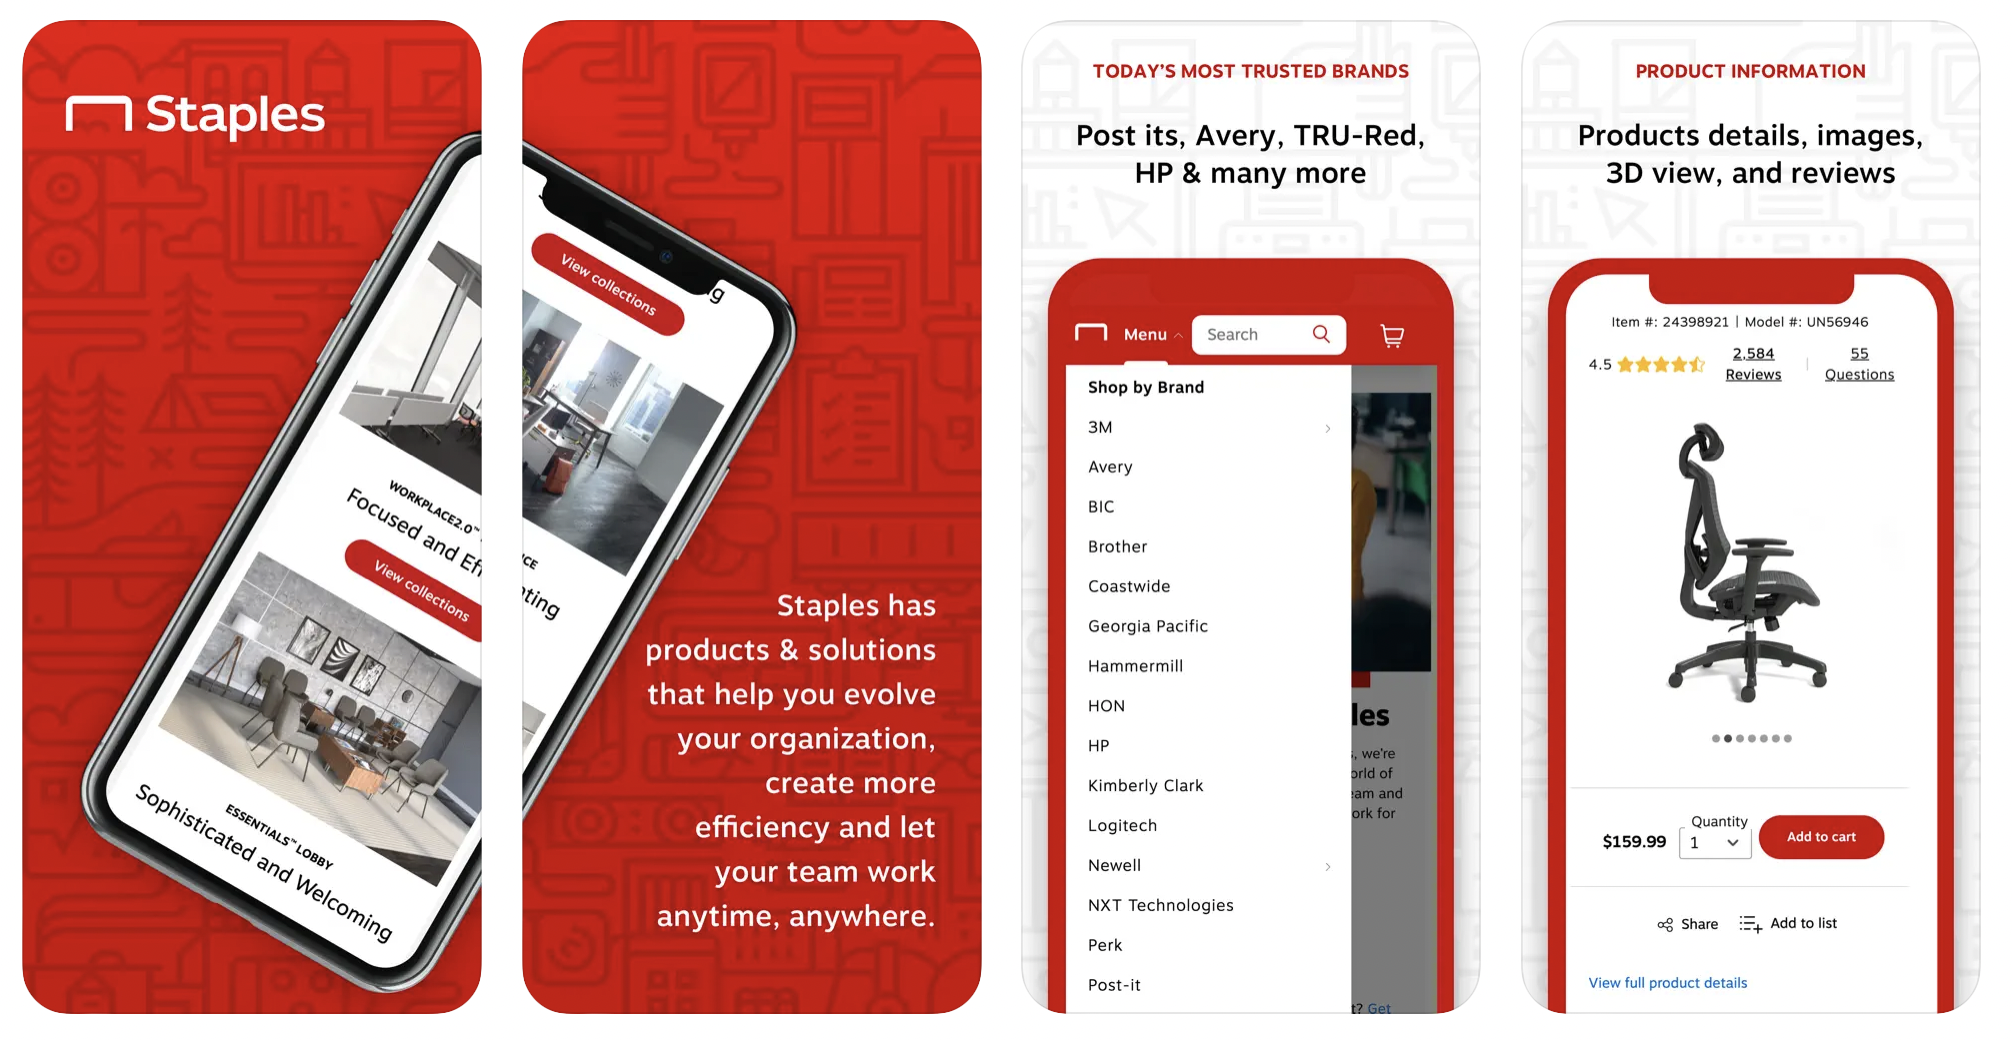 Staples
WORKPLACE2.0™
Focused and Eff
View collections
ESSENTIALS™ LOBBY
Sophisticated and Welcoming
g
View collections
CE
ting
Staples has
products & solutions
that help you evolve
your organization,
create more
efficiency and let
your team work
anytime, anywhere.
TODAY'S MOST TRUSTED BRANDS
Post its, Avery, TRU-Red,
HP & many more
Menu
Search
Shop by Brand
3M
Avery
BIC
Brother
Coastwide
Georgia Pacific
Hammermill
HON
HP
Kimberly Clark
Logitech
Newell
NXT Technologies
Perk
Post-it
les
, we're
orld of
eam and
ork for
t? Get
PRODUCT INFORMATION
Products details, images,
3D view, and reviews
Item #: 24398921 | Model #: UN56946
4.5 2,584 Reviews
55 Questions
$159.99
Quantity
1
Add to cart
Share
Add to list
View full product details